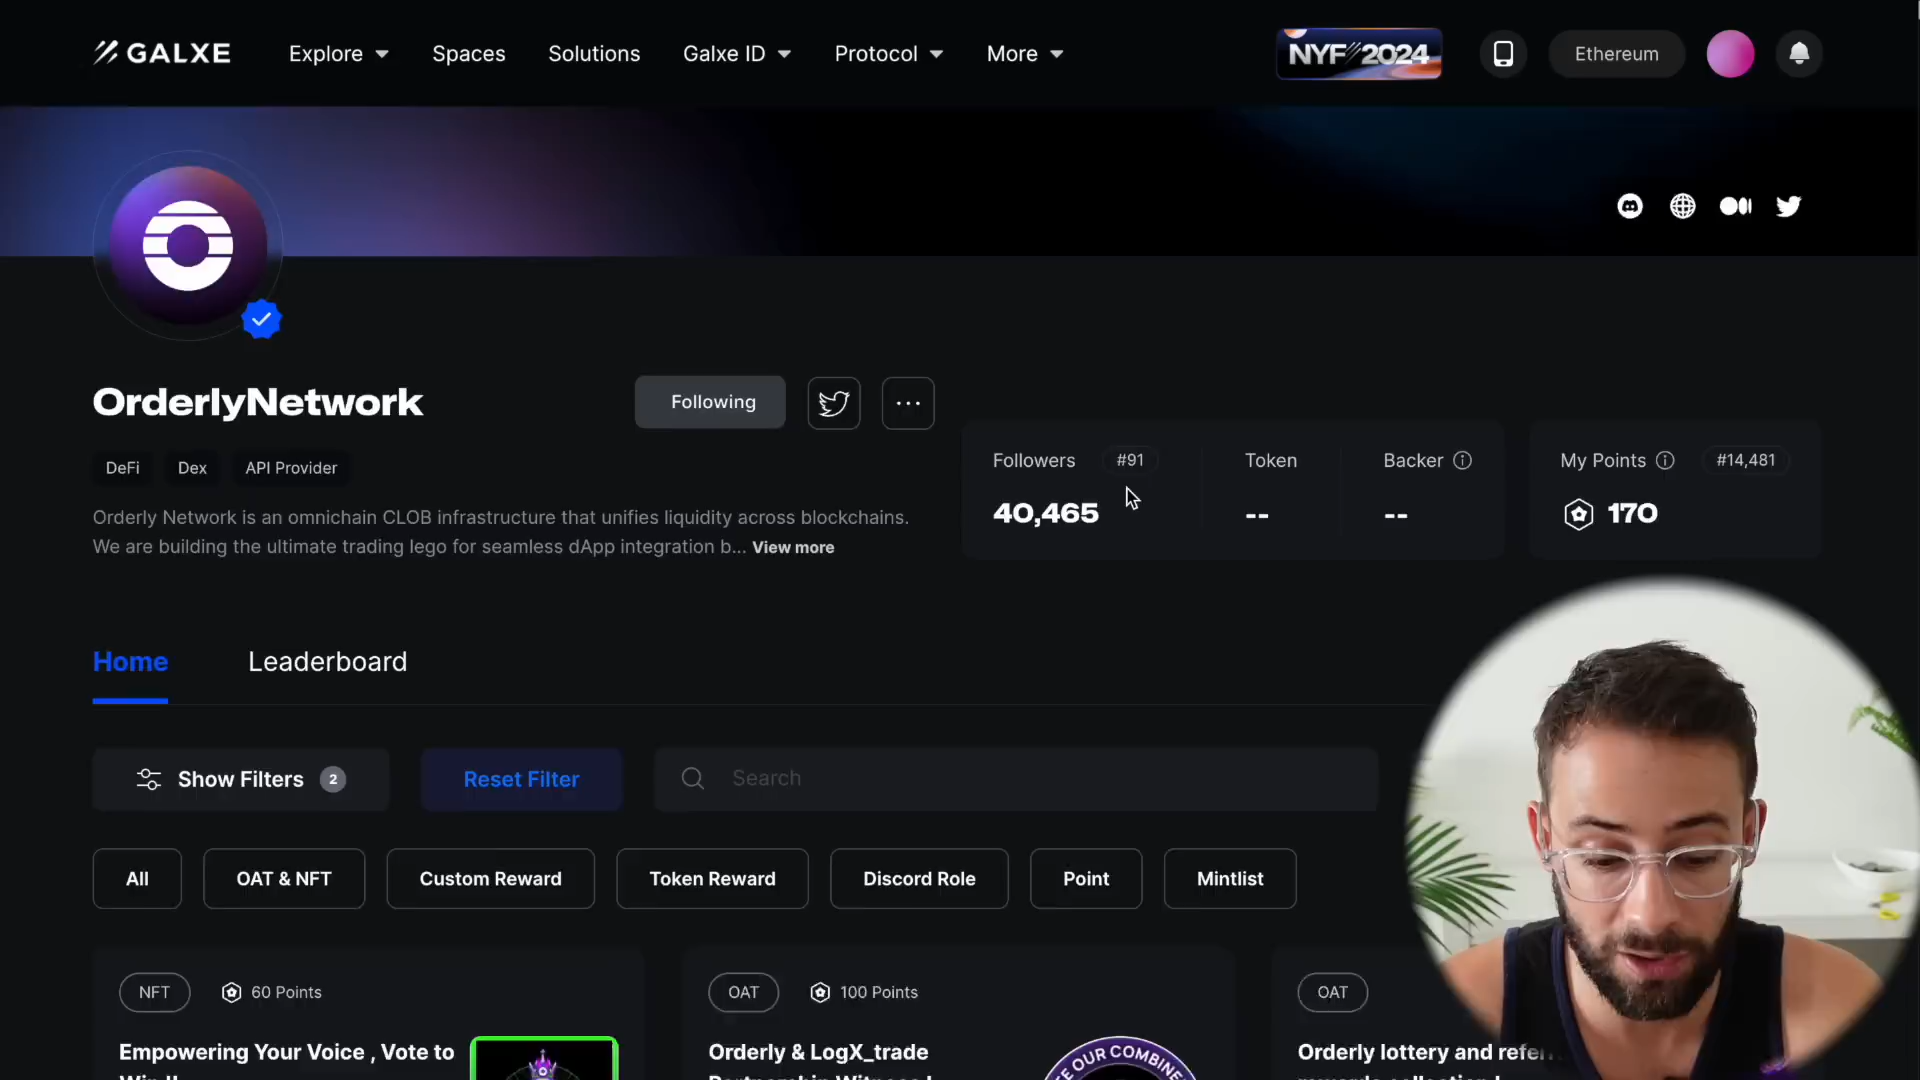 GALXE
Explore
Spaces
Solutions
Galxe ID
Protocol
More
NYF 2024
Ethereum
OrderlyNetwork
Following
DeFi
Dex
API Provider
Orderly Network is an omnichain CLOB infrastructure that unifies liquidity across blockchains.
We are building the ultimate trading lego for seamless dApp integration b... View more
Followers #91
40,465
Token
--
Backer
--
My Points #14,481
170
Home
Leaderboard
Show Filters 2
Reset Filter
Search
All
OAT & NFT
Custom Reward
Token Reward
Discord Role
Point
Mintlist
NFT
60 Points
Empowering Your Voice , Vote to
OAT
100 Points
Orderly & LogX_trade
OUR COMBIN
OAT
Orderly lottery and refer